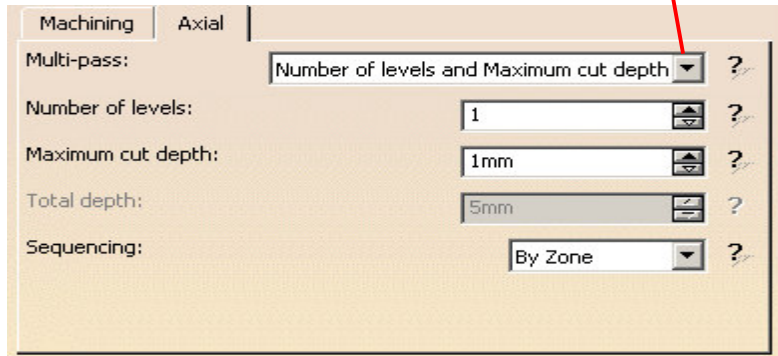 Machining Axial
Multi-pass: Number of levels and Maximum cut depth ?
Number of levels: 1 ?
Maximum cut depth: 1mm ?
Total depth: 5mm ?
Sequencing: By Zone ?